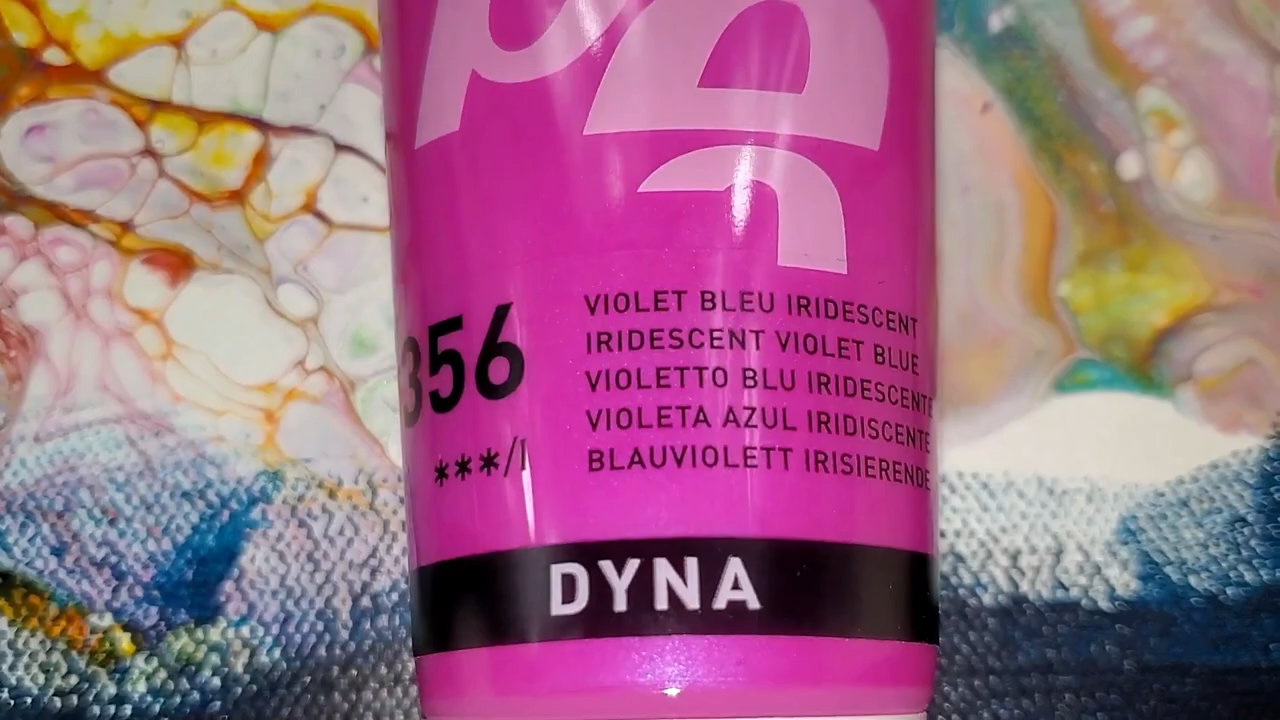 356
***/I
VIOLET BLEU IRIDESCENT
IRIDESCENT VIOLET BLUE
VIOLETTO BLU IRIDESCENTE
VIOLETA AZUL IRIDISCENTE
BLAUVIOLETT IRISIERENDE
DYNA